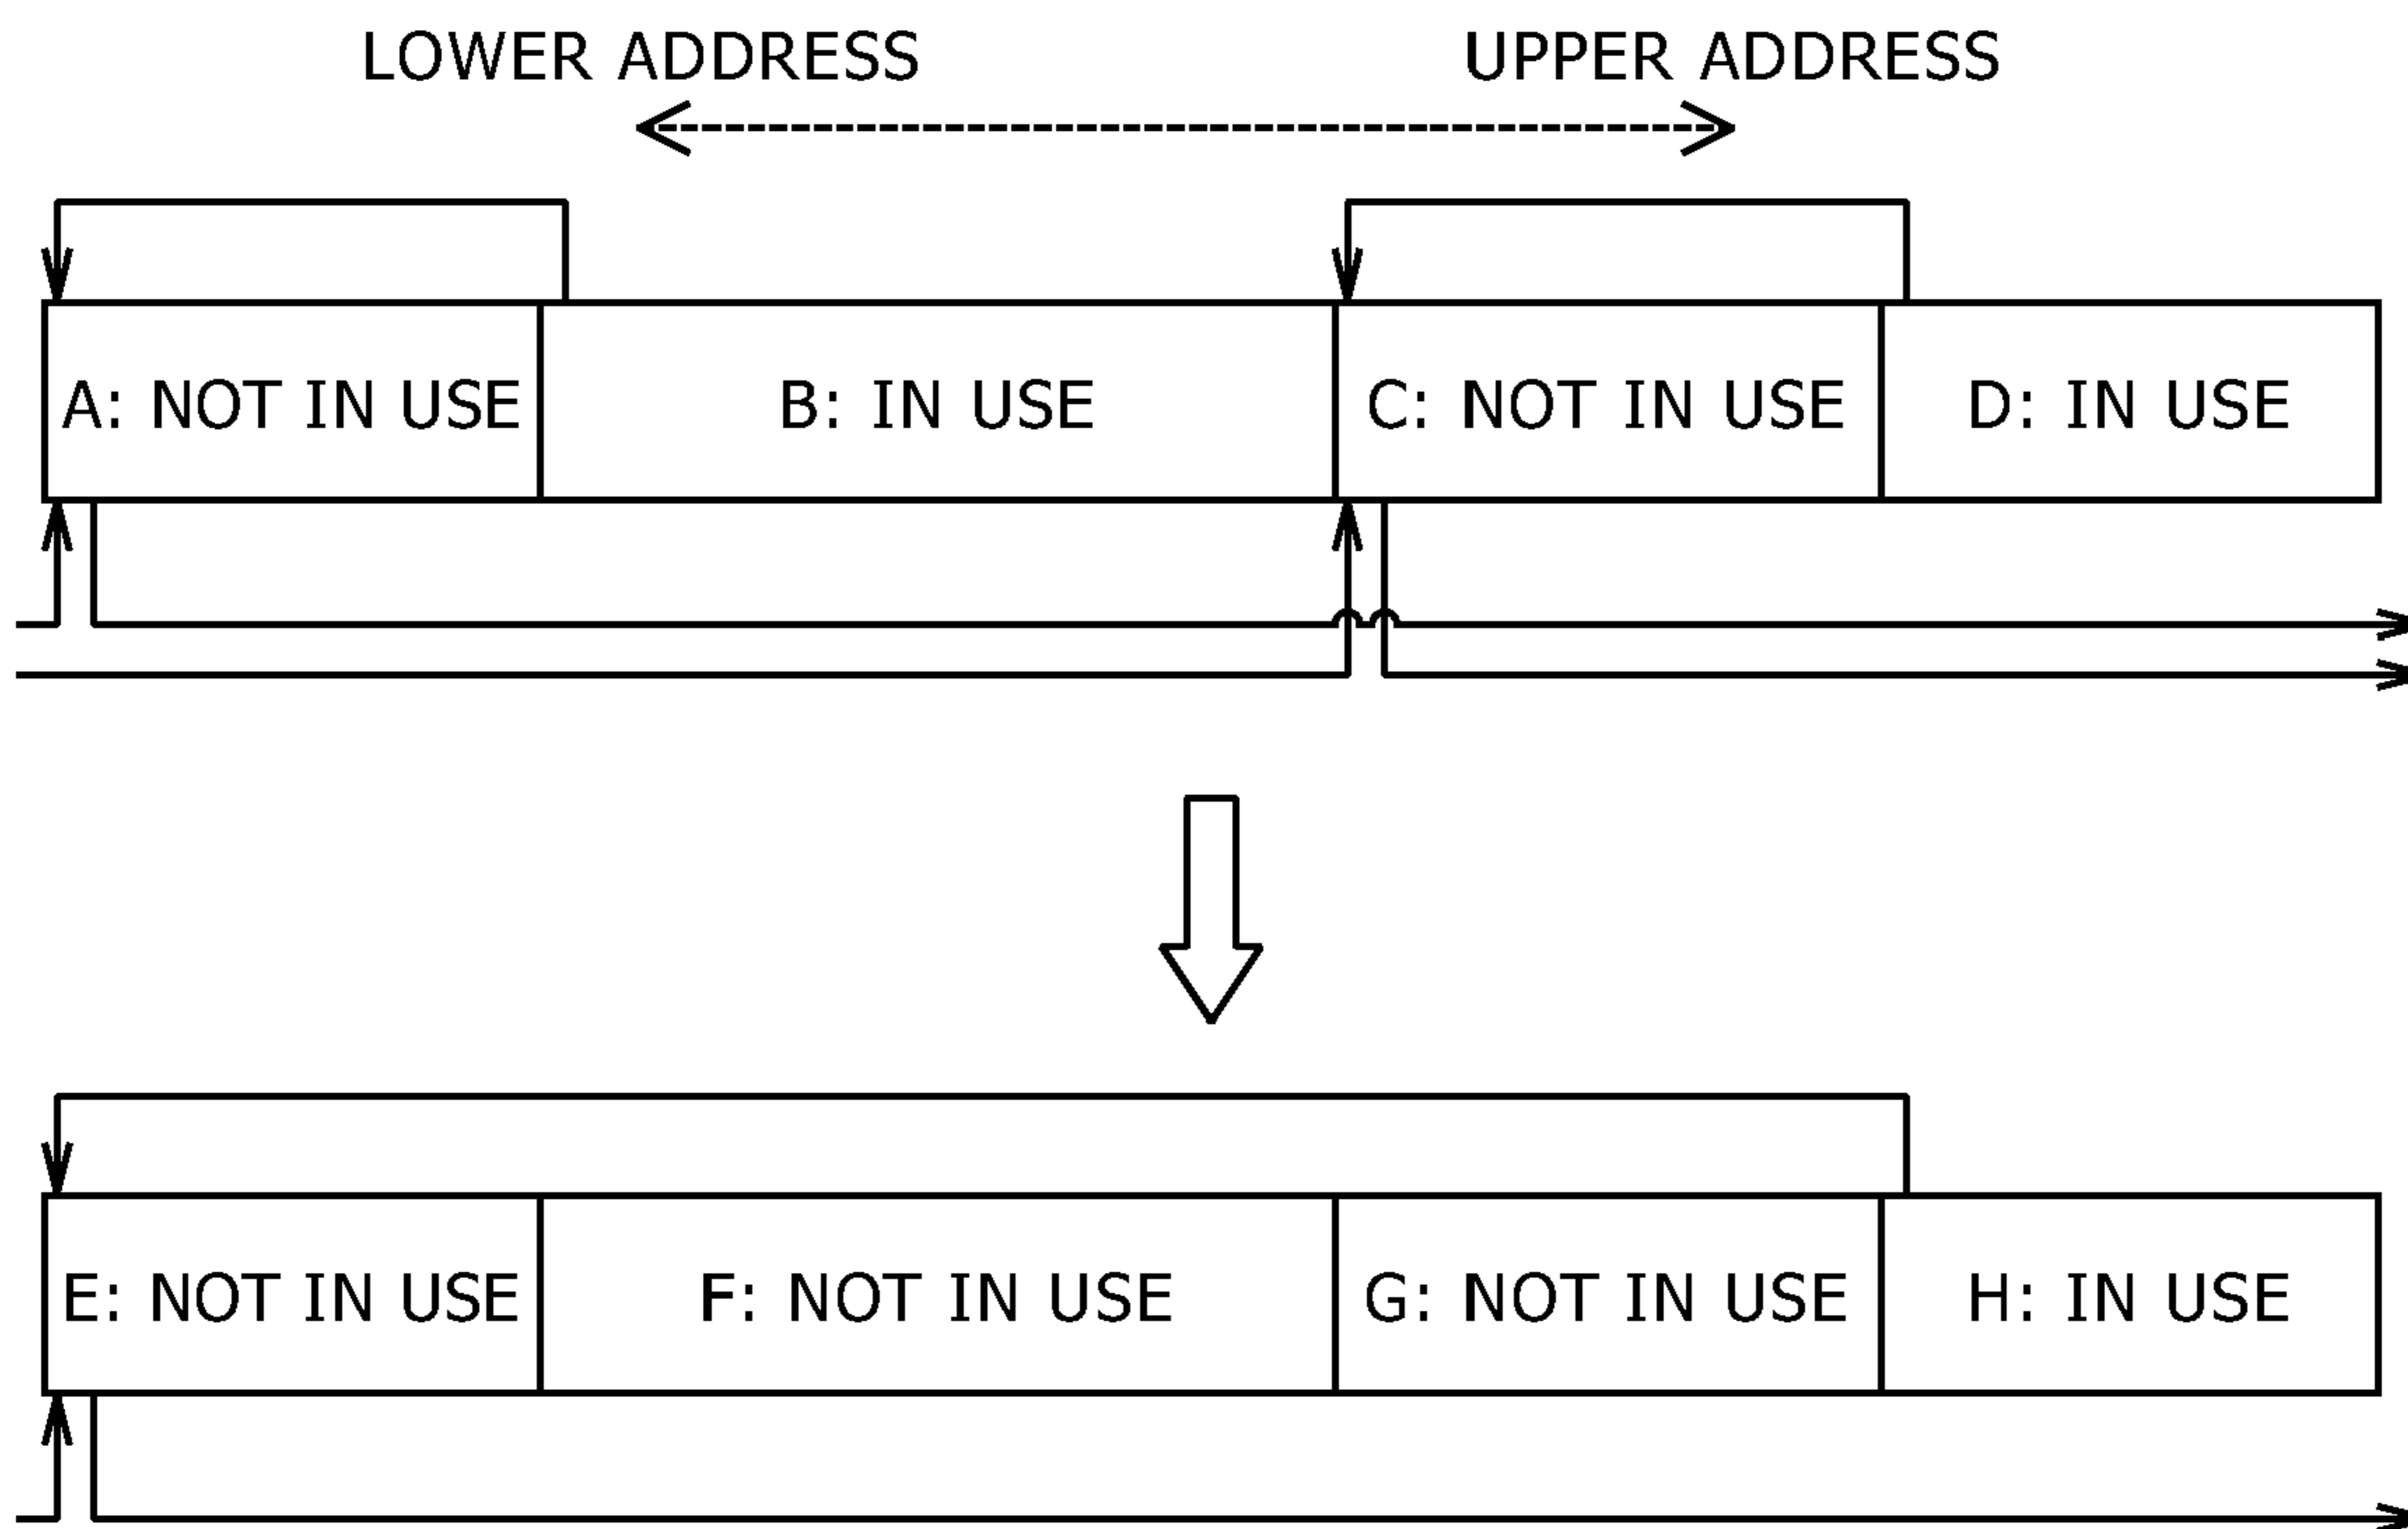 LOWER ADDRESS UPPER ADDRESS
A: NOT IN USE B: IN USE C: NOT IN USE D: IN USE
E: NOT IN USE F: NOT IN USE G: NOT IN USE H: IN USE